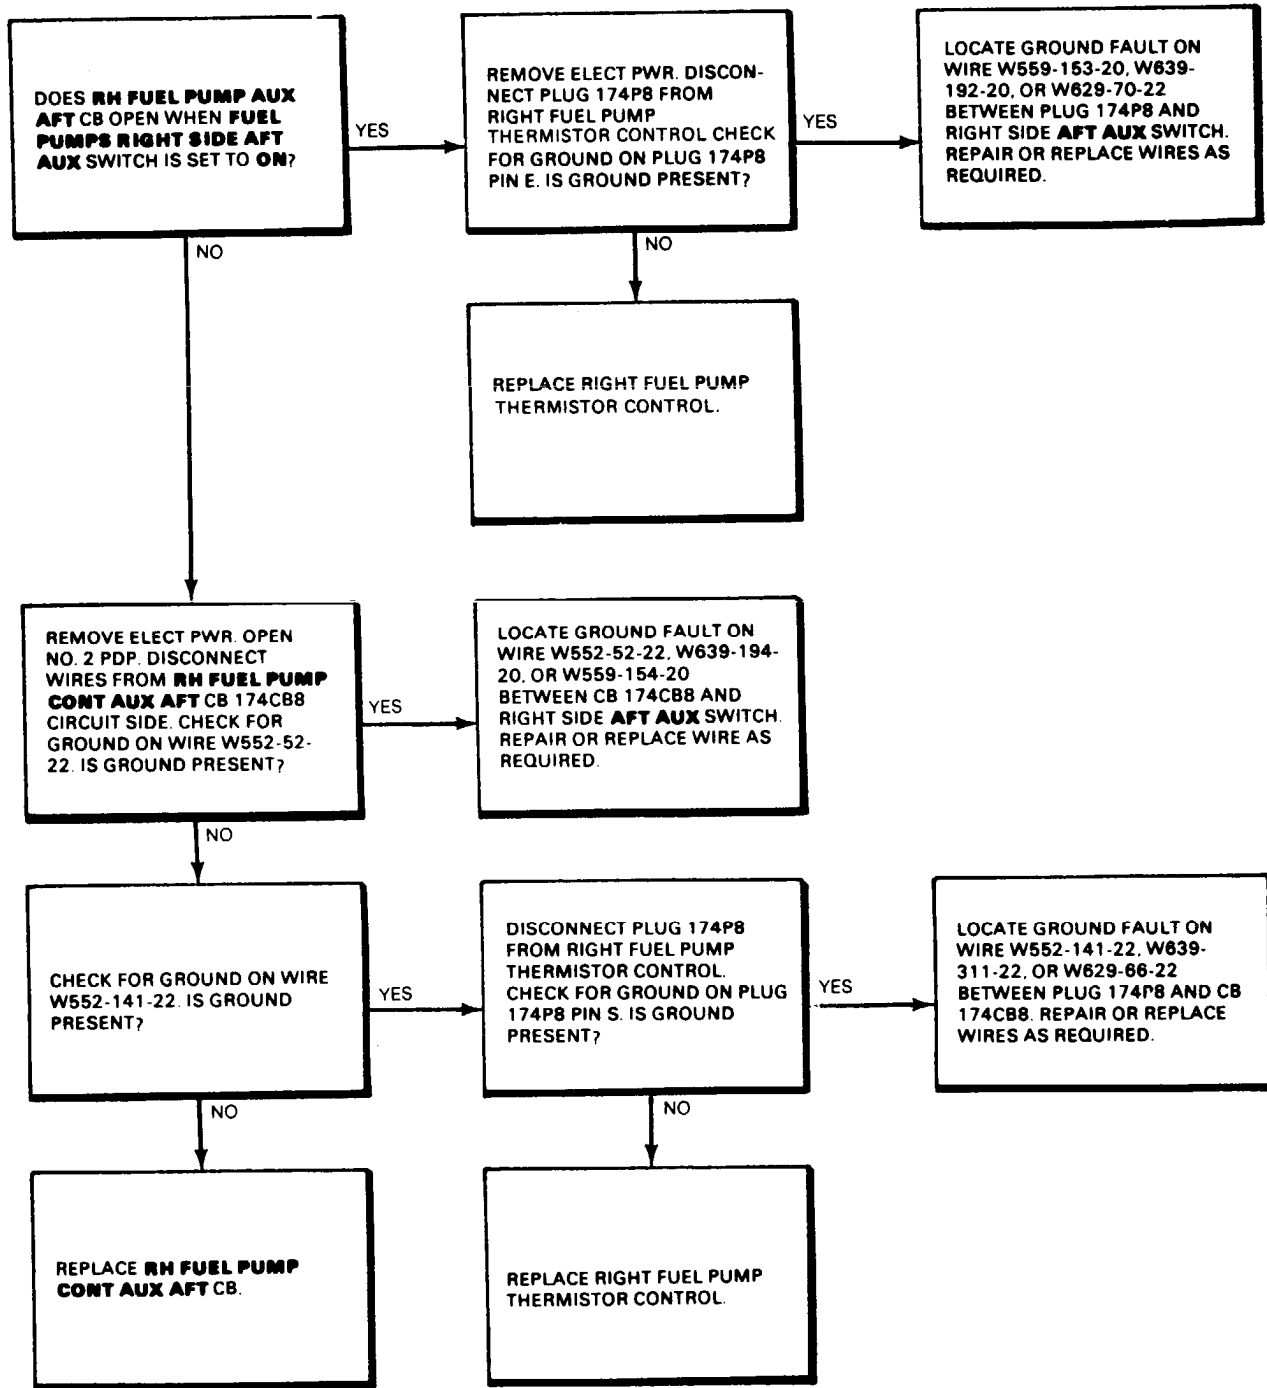 DOES RH FUEL PUMP AUX
AFT CB OPEN WHEN FUEL
PUMPS RIGHT SIDE AFT
AUX SWITCH IS SET TO ON?
YES
REMOVE ELECT PWR. DISCON-
NECT PLUG 174P8 FROM
RIGHT FUEL PUMP
THERMISTOR CONTROL CHECK
FOR GROUND ON PLUG 174P8
PIN E. IS GROUND PRESENT?
YES
LOCATE GROUND FAULT ON
WIRE W559-153-20, W639-
192-20, OR W629-70-22
BETWEEN PLUG 174P8 AND
RIGHT SIDE AFT AUX SWITCH.
REPAIR OR REPLACE WIRES AS
REQUIRED.
NO
NO
REPLACE RIGHT FUEL PUMP
THERMISTOR CONTROL.
REMOVE ELECT PWR. OPEN
NO. 2 PDP. DISCONNECT
WIRES FROM RH FUEL PUMP
CONT AUX AFT CB 174CB8
CIRCUIT SIDE. CHECK FOR
GROUND ON WIRE W552-52-
22. IS GROUND PRESENT?
YES
LOCATE GROUND FAULT ON
WIRE W552-52-22, W639-194-
20, OR W559-154-20
BETWEEN CB 174CB8 AND
RIGHT SIDE AFT AUX SWITCH.
REPAIR OR REPLACE WIRE AS
REQUIRED.
NO
CHECK FOR GROUND ON WIRE
W552-141-22. IS GROUND
PRESENT?
YES
DISCONNECT PLUG 174P8
FROM RIGHT FUEL PUMP
THERMISTOR CONTROL.
CHECK FOR GROUND ON PLUG
174P8 PIN S. IS GROUND
PRESENT?
YES
LOCATE GROUND FAULT ON
WIRE W552-141-22, W639-
311-22, OR W629-66-22
BETWEEN PLUG 174P8 AND CB
174CB8. REPAIR OR REPLACE
WIRES AS REQUIRED.
NO
NO
REPLACE RH FUEL PUMP
CONT AUX AFT CB.
REPLACE RIGHT FUEL PUMP
THERMISTOR CONTROL.